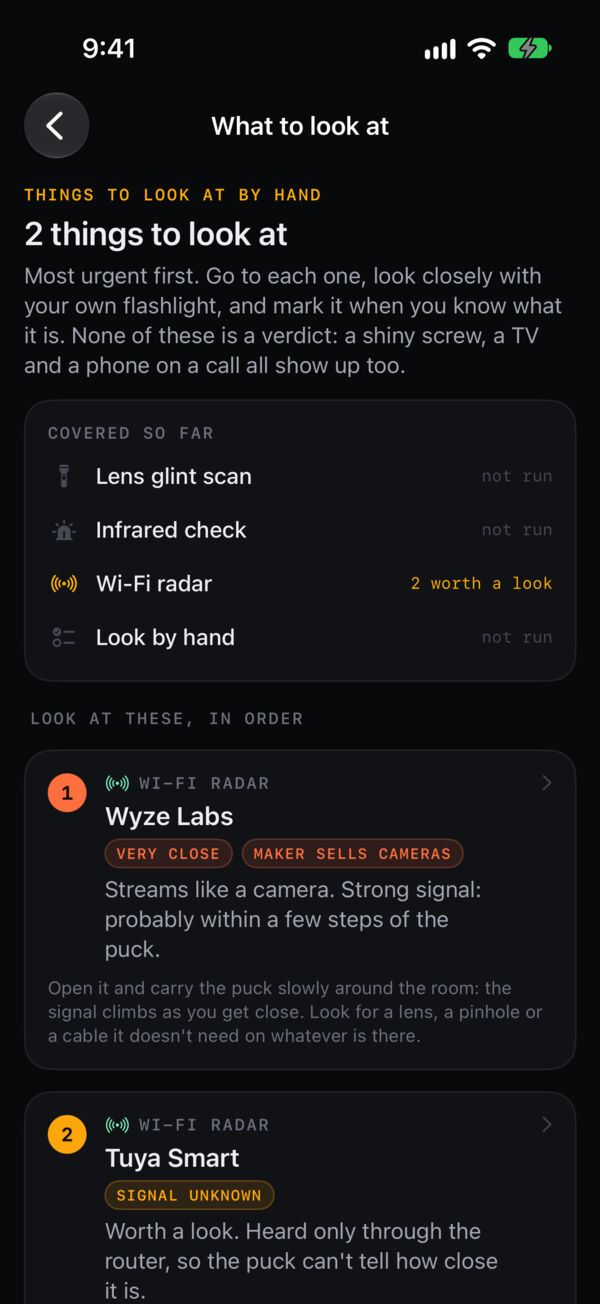 9:41
What to look at
THINGS TO LOOK AT BY HAND
2 things to look at
Most urgent first. Go to each one, look closely with
your own flashlight, and mark it when you know what
it is. None of these is a verdict: a shiny screw, a TV
and a phone on a call all show up too.
COVERED SO FAR
Lens glint scan not run
Infrared check not run
Wi-Fi radar 2 worth a look
Look by hand not run
LOOK AT THESE, IN ORDER
1 WI-FI RADAR
Wyze Labs
VERY CLOSE MAKER SELLS CAMERAS
Streams like a camera. Strong signal:
probably within a few steps of the
puck.
Open it and carry the puck slowly around the room: the
signal climbs as you get close. Look for a lens, a pinhole or
a cable it doesn't need on whatever is there.
2 WI-FI RADAR
Tuya Smart
SIGNAL UNKNOWN
Worth a look. Heard only through the
router, so the puck can't tell how close
it is.